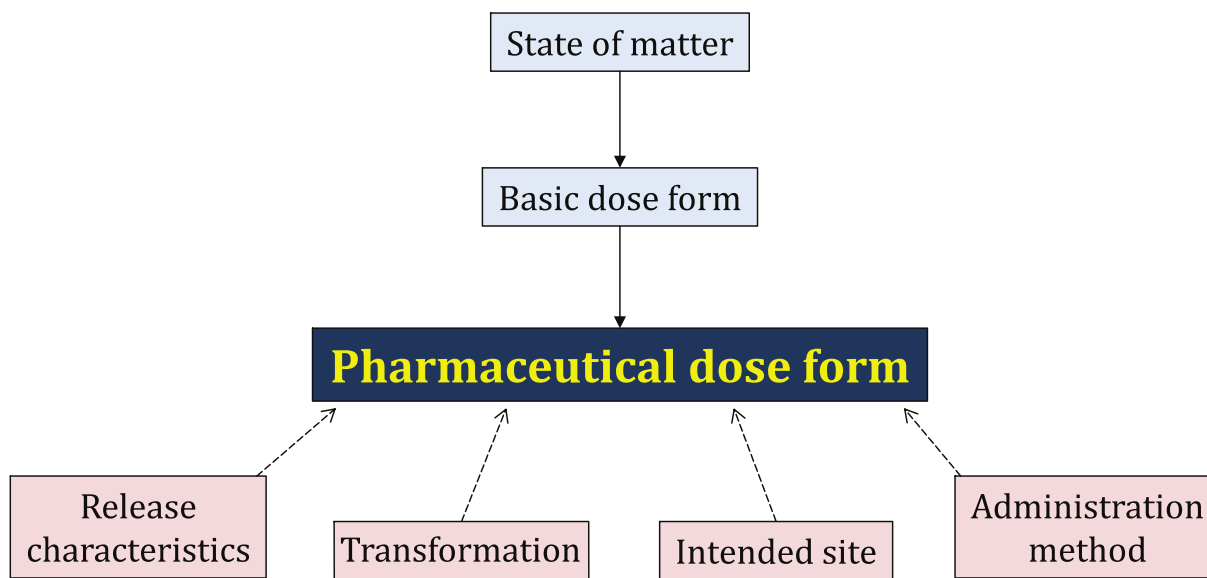 State of matter
Basic dose form
Pharmaceutical dose form
Release
characteristics
Transformation
Intended site
Administration
method